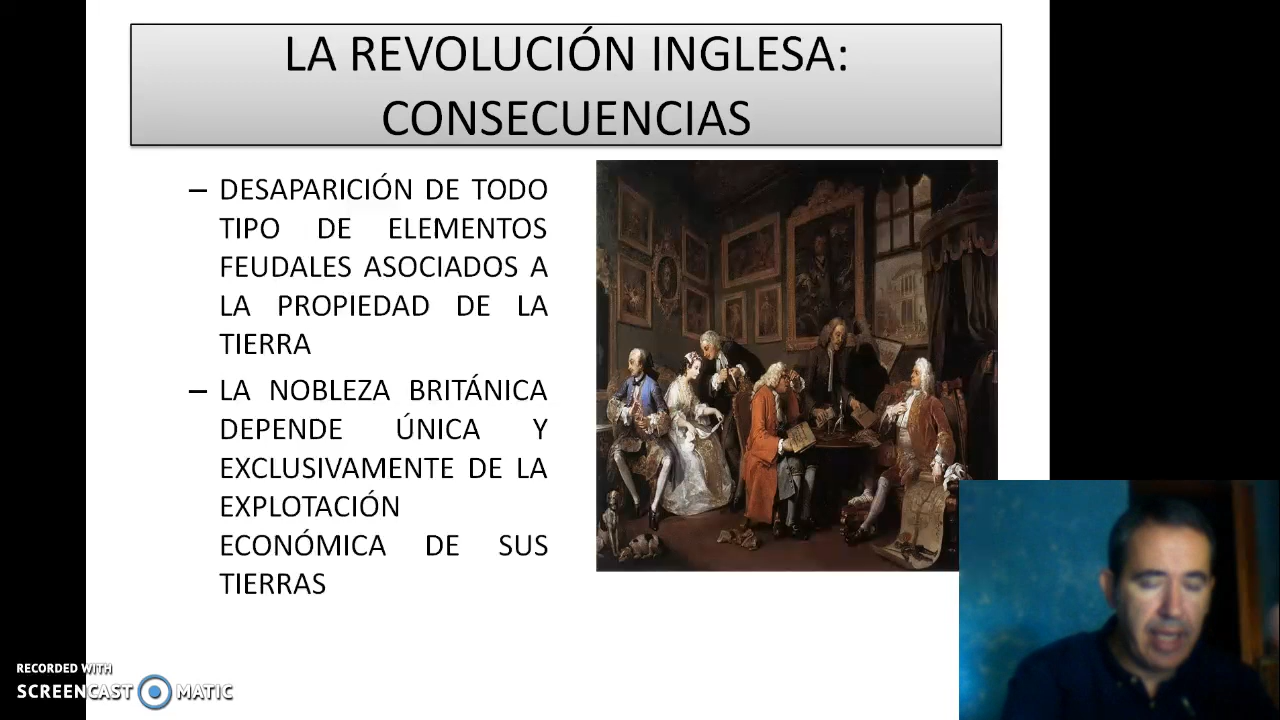 LA REVOLUCIÓN INGLESA:
CONSECUENCIAS
– DESAPARICIÓN DE TODO
TIPO DE ELEMENTOS
FEUDALES ASOCIADOS A
LA PROPIEDAD DE LA
TIERRA
– LA NOBLEZA BRITÁNICA
DEPENDE ÚNICA Y
EXCLUSIVAMENTE DE LA
EXPLOTACIÓN
ECONÓMICA DE SUS
TIERRAS
RECORDED WITH
SCREENCAST MATIC